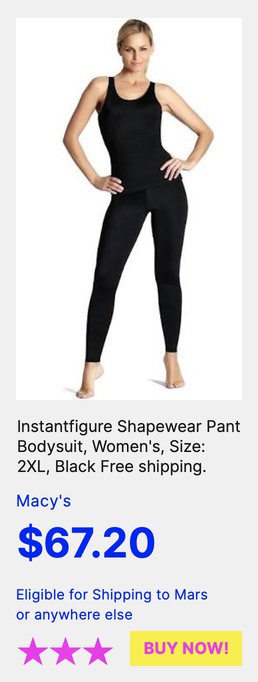 Instantfigure Shapewear Pant
Bodysuit, Women's, Size:
2XL, Black Free shipping.
Macy's
$67.20
Eligible for Shipping to Mars
or anywhere else
BUY NOW!